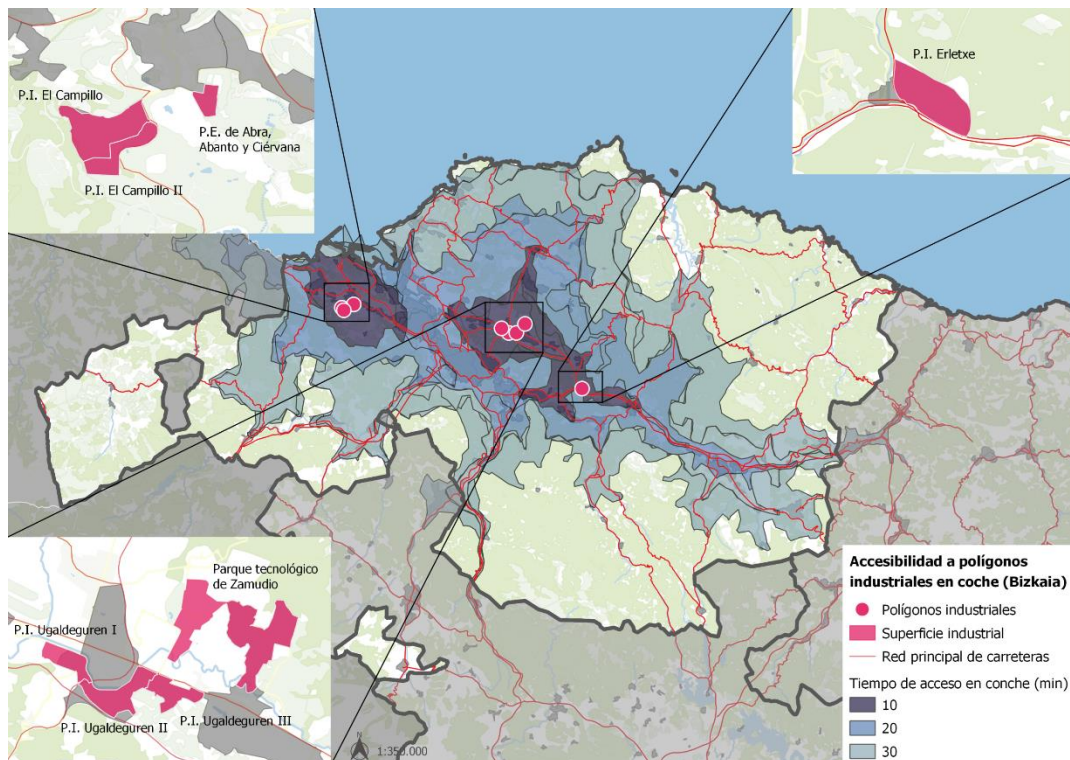 P.I. El Campillo
P.E. de Abra,
Abanto y Ciérvana
P.I. El Campillo II
P.I. Erletxe
Parque tecnológico
de Zamudio
P.I. Ugaldeguren I
P.I. Ugaldeguren II
P.I. Ugaldeguren III
N
1:350.000
Accesibilidad a polígonos
industriales en coche (Bizkaia)
Polígonos industriales
Superficie industrial
Red principal de carreteras
Tiempo de acceso en conche (min)
10
20
30